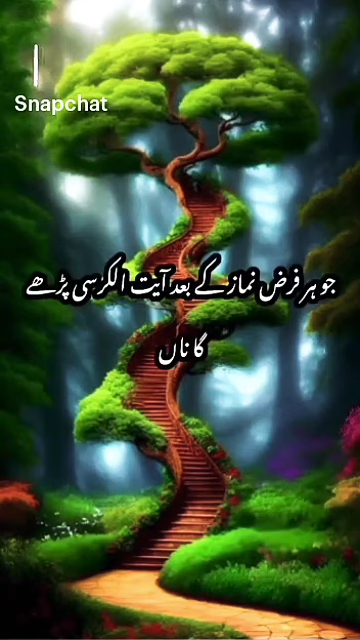 Snapchat
جو ہر فرض نماز کے بعد آیت الکرسی پڑھے
گا ناں